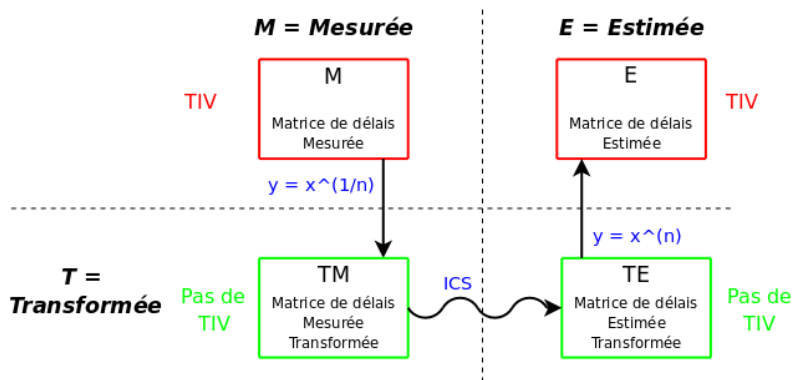 M = Mesurée
E = Estimée
TIV
M
Matrice de délais
Mesurée
E
Matrice de délais
Estimée
TIV
y = x^(1/n)
y = x^(n)
T =
Transformée
Pas de
TIV
TM
Matrice de délais
Mesurée
Transformée
ICS
TE
Matrice de délais
Estimée
Transformée
Pas de
TIV